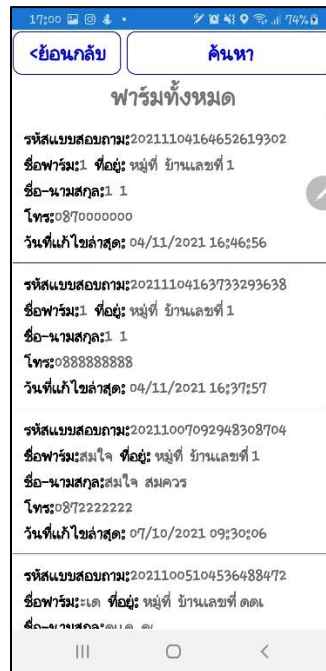 17:00 74%
<ย้อนกลับ ค้นหา
ฟาร์มทั้งหมด
รหัสแบบสอบถาม:20211104164652619302
ชื่อฟาร์ม:1 ที่อยู่: หมู่ที่ บ้านเลขที่ 1
ชื่อ-นามสกุล:1 1
โทร:0870000000
วันที่แก้ไขล่าสุด: 04/11/2021 16:46:56
รหัสแบบสอบถาม:20211104163733293638
ชื่อฟาร์ม:1 ที่อยู่: หมู่ที่ บ้านเลขที่ 1
ชื่อ-นามสกุล:1 1
โทร:0888888888
วันที่แก้ไขล่าสุด: 04/11/2021 16:37:57
รหัสแบบสอบถาม:20211007092948308704
ชื่อฟาร์ม:สมใจ ที่อยู่: หมู่ที่ บ้านเลขที่ 1
ชื่อ-นามสกุล:สมใจ สมควร
โทร:0872222222
วันที่แก้ไขล่าสุด: 07/10/2021 09:30:06
รหัสแบบสอบถาม:20211005104536488472
ชื่อฟาร์ม:ะเด ที่อยู่: หมู่ที่ บ้านเลขที่ ดดเ
ชื่อ-นามสกุล: